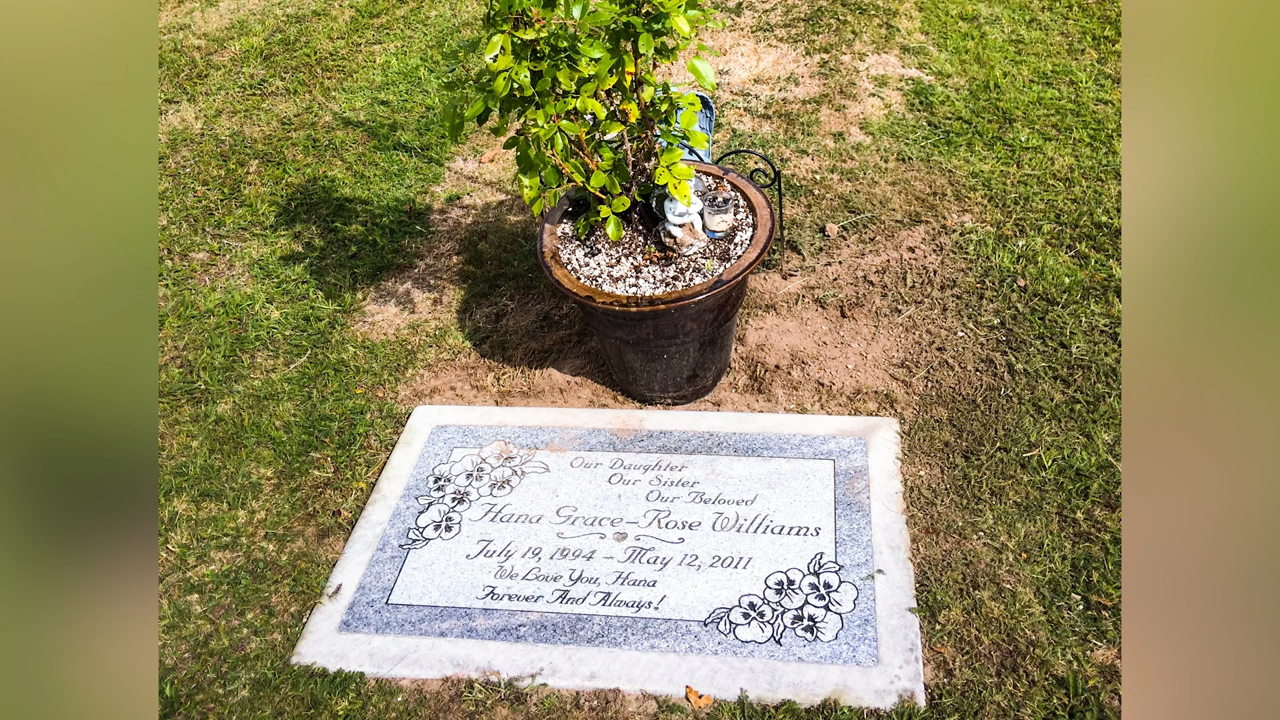 Our Daughter
Our Sister
Our Beloved
Hana Grace-Rose Williams
July 19, 1994 - May 12, 2011
We Love You, Hana
Forever And Always!